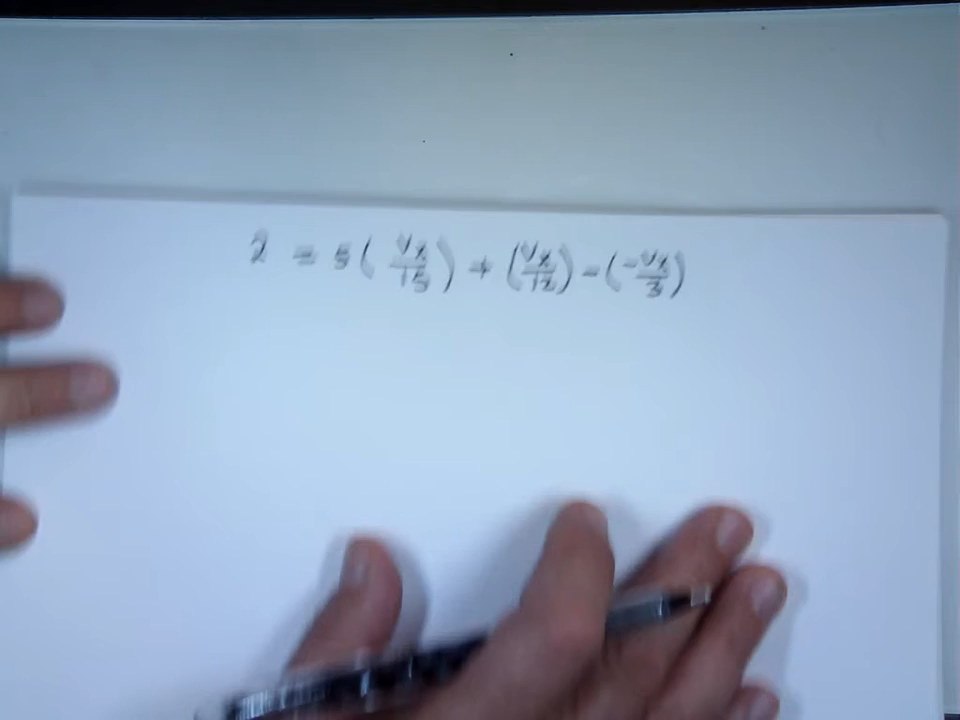 2 = 5 ( Vx/15 ) + (Vx/12) - (-Vx/3)